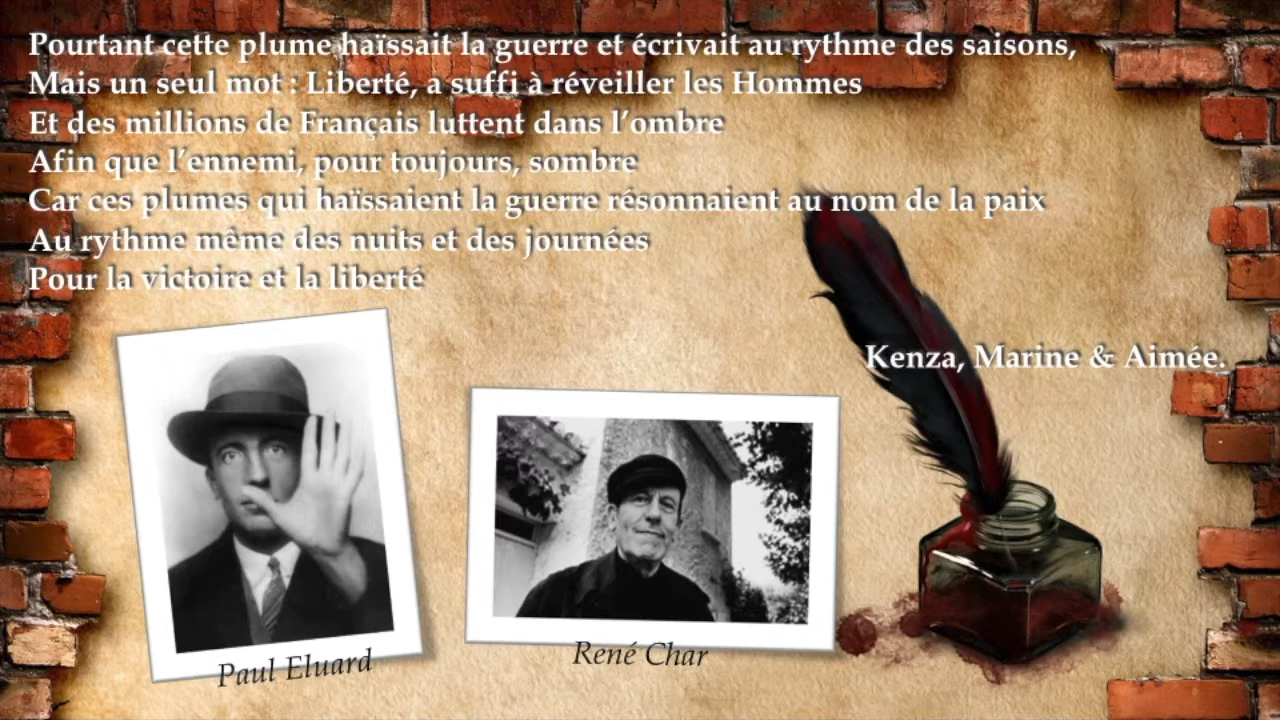 Pourtant cette plume haïssait la guerre et écrivait au rythme des saisons,
Mais un seul mot : Liberté, a suffi à réveiller les Hommes
Et des millions de Français luttent dans l'ombre
Afin que l'ennemi, pour toujours, sombre
Car ces plumes qui haïssaient la guerre résonnaient au nom de la paix
Au rythme même des nuits et des journées
Pour la victoire et la liberté
Kenza, Marine & Aimée.
Paul Eluard
René Char